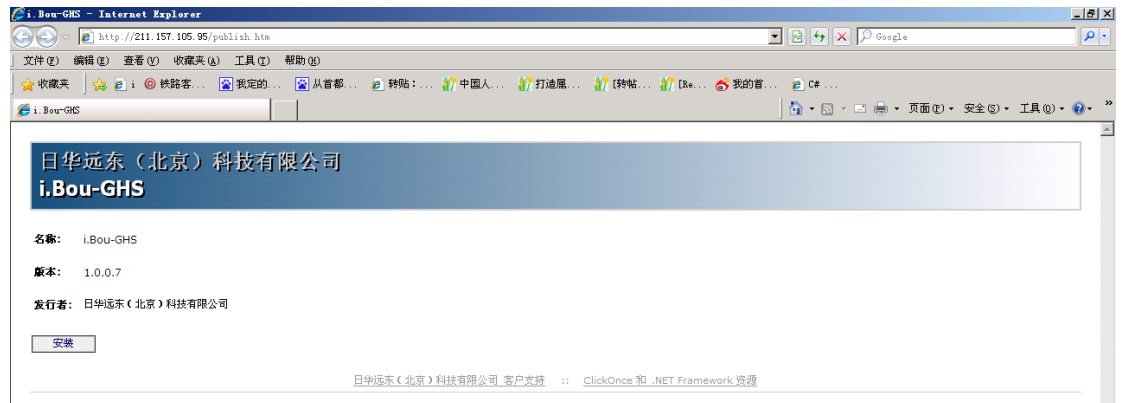 i.Bou-GHS - Internet Explorer
http://211.157.105.95/publish.htm
Google
文件(F) 编辑(E) 查看(V) 收藏夹(A) 工具(T) 帮助(H)
收藏夹 i 铁路客... 我定的... 从首都... 转贴：... 中国人... 打造属... [转帖... [Re... 我的首... C# ...
i.Bou-GHS 页面(P) 安全(S) 工具(O)
日华远东（北京）科技有限公司
i.Bou-GHS
名称： i.Bou-GHS
版本： 1.0.0.7
发行者： 日华远东（北京）科技有限公司
安装
日华远东（北京）科技有限公司 客户支持 :: ClickOnce 和 .NET Framework 资源